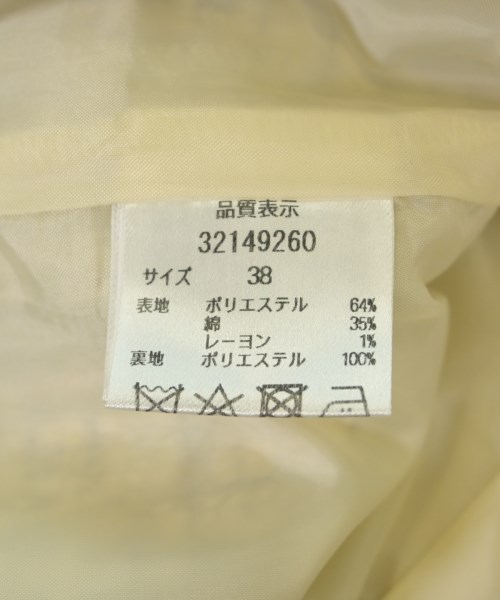 品質表示
32149260
サイズ 38
表地 ポリエステル 64%
綿 35%
レーヨン 1%
裏地 ポリエステル 100%